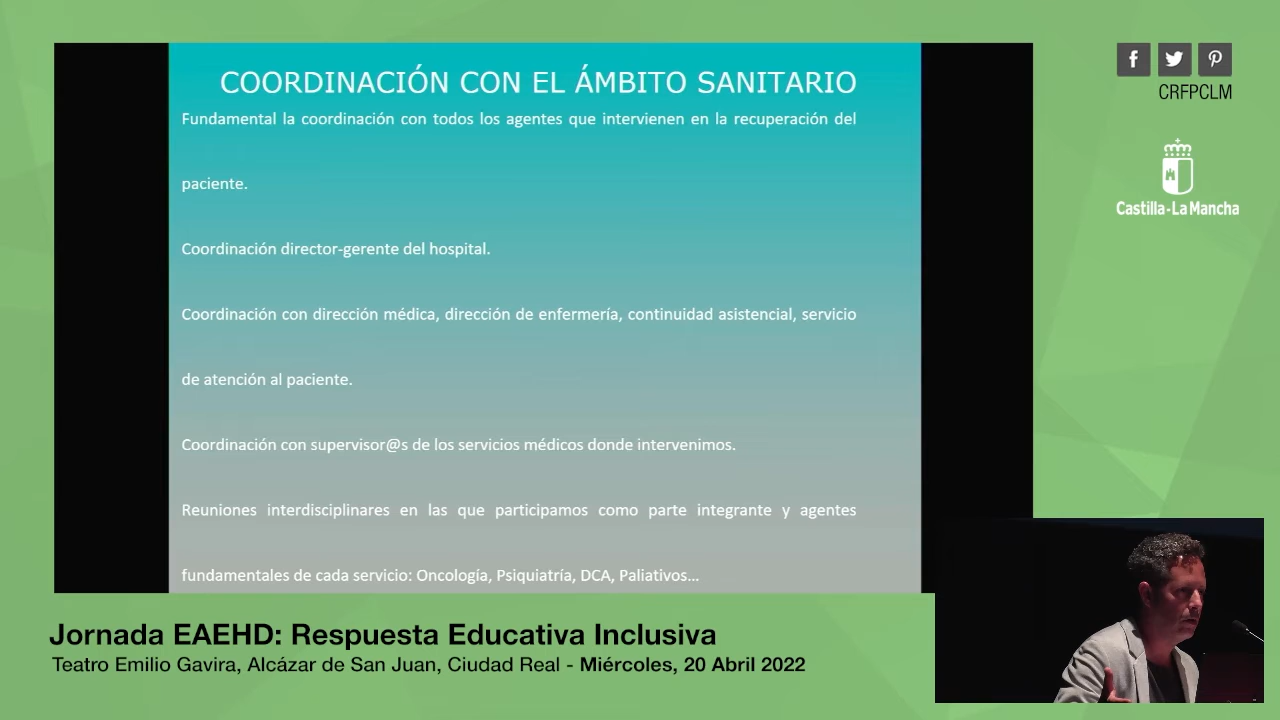 COORDINACIÓN CON EL ÁMBITO SANITARIO
Fundamental la coordinación con todos los agentes que intervienen en la recuperación del
paciente.
Coordinación director-gerente del hospital.
Coordinación con dirección médica, dirección de enfermería, continuidad asistencial, servicio
de atención al paciente.
Coordinación con supervisor@s de los servicios médicos donde intervenimos.
Reuniones interdisciplinares en las que participamos como parte integrante y agentes
fundamentales de cada servicio: Oncología, Psiquiatría, DCA, Paliativos...
CRFPCLM
Castilla-La Mancha
Jornada EAEHD: Respuesta Educativa Inclusiva
Teatro Emilio Gavira, Alcázar de San Juan, Ciudad Real - Miércoles, 20 Abril 2022